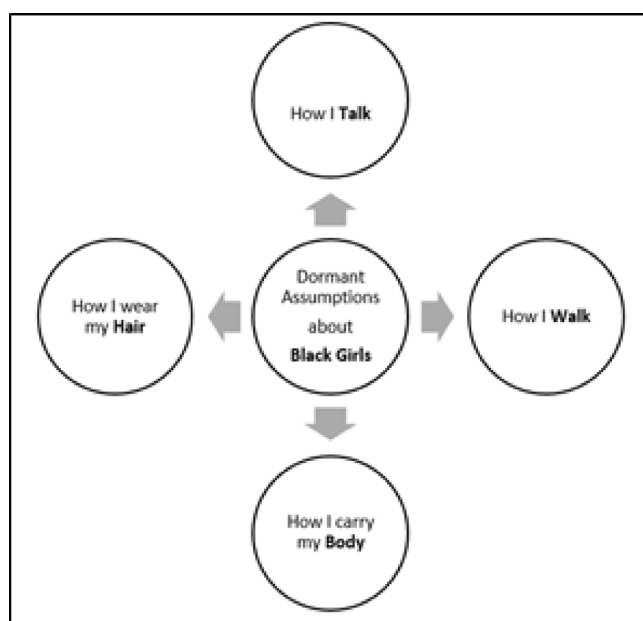 How I Talk
How I wear
my Hair
Dormant
Assumptions
about
Black Girls
How I Walk
How I carry
my Body